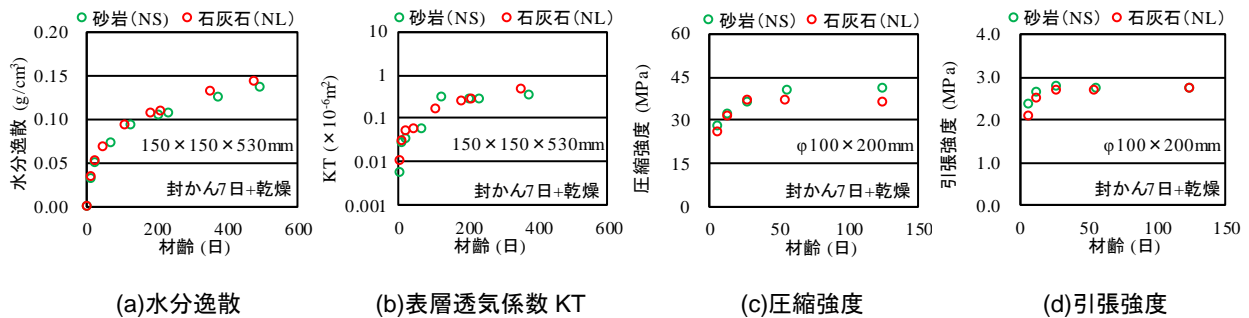 砂岩(NS) 石灰石(NL)
0.20
0.15
0.10
0.05
0.00
水分逸散 (g/cm³)
150×150×530mm
封かん7日+乾燥
0 200 400 600
材齢 (日)
(a)水分逸散
砂岩(NS) 石灰石(NL)
10
1
0.1
0.01
0.001
KT (×10⁻⁶m²)
150×150×530mm
封かん7日+乾燥
0 200 400 600
材齢 (日)
(b)表層透気係数 KT
砂岩(NS) 石灰石(NL)
60
45
30
15
0
圧縮強度 (MPa)
φ100×200mm
封かん7日+乾燥
0 50 100 150
材齢 (日)
(c)圧縮強度
砂岩(NS) 石灰石(NL)
4.0
3.0
2.0
1.0
0.0
引張強度 (MPa)
φ100×200mm
封かん7日+乾燥
0 50 100 150
材齢 (日)
(d)引張強度